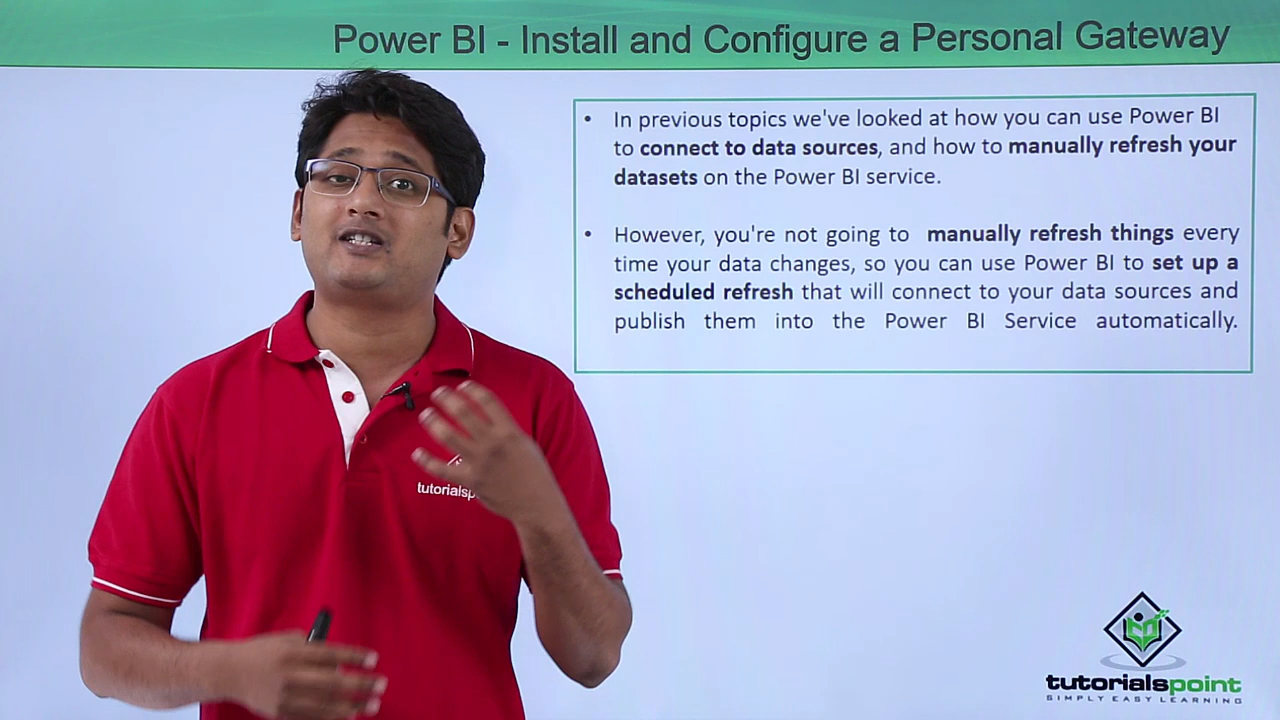 Power BI - Install and Configure a Personal Gateway
• In previous topics we've looked at how you can use Power BI
to connect to data sources, and how to manually refresh your
datasets on the Power BI service.
• However, you're not going to manually refresh things every
time your data changes, so you can use Power BI to set up a
scheduled refresh that will connect to your data sources and
publish them into the Power BI Service automatically.
tutorialsp
tutorialspoint
SIMPLY EASY LEARNING